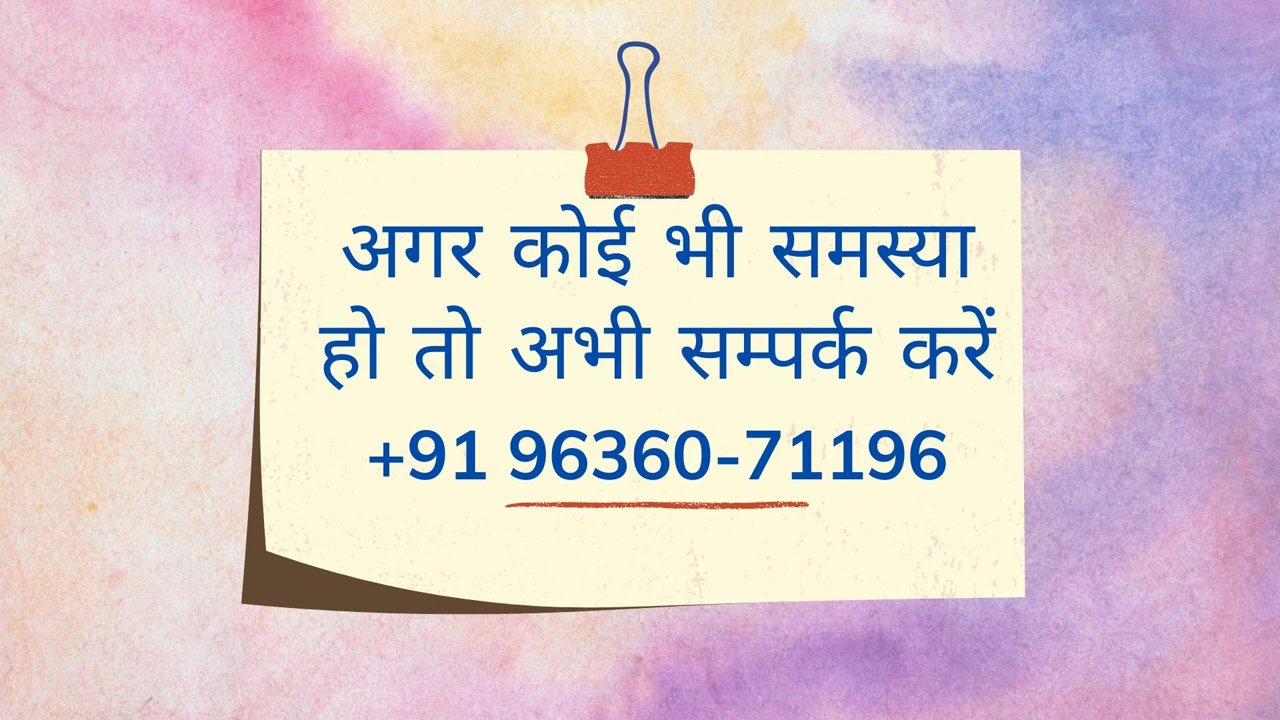 अगर कोई भी समस्या
हो तो अभी सम्पर्क करें
+91 96360-71196